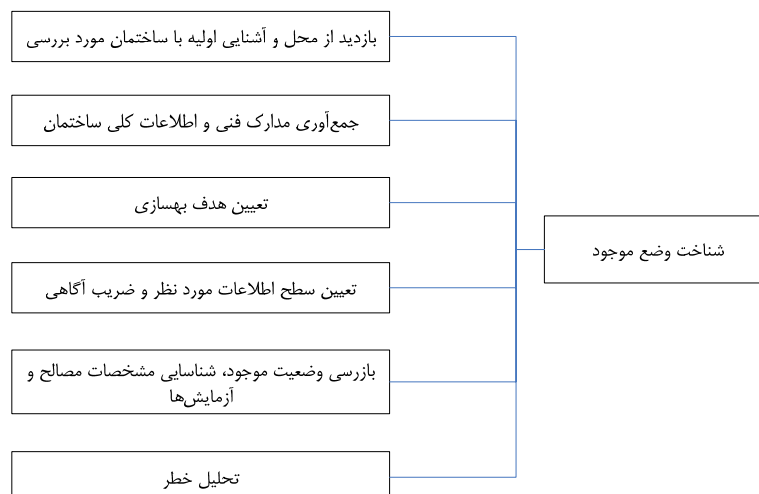 شناخت وضع موجود
بازدید از محل و آشنایی اولیه با ساختمان مورد بررسی
جمع‌آوری مدارک فنی و اطلاعات کلی ساختمان
تعیین هدف بهسازی
تعیین سطح اطلاعات مورد نظر و ضریب آگاهی
بازرسی وضعیت موجود، شناسایی مشخصات مصالح و
آزمایش‌ها
تحلیل خطر